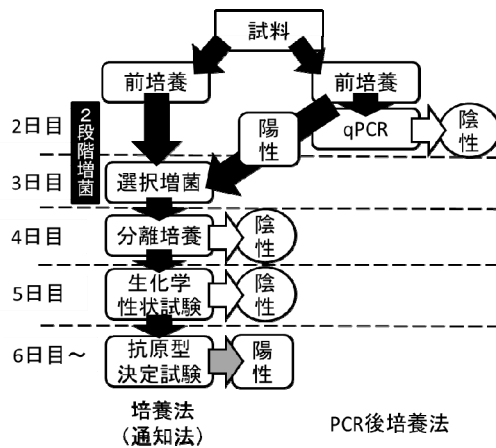 試料
前培養
前培養
2日目
2段階増菌
陽性
qPCR
陰性
3日目
選択増菌
4日目
分離培養
陰性
5日目
生化学
性状試験
陰性
6日目～
抗原型
決定試験
陽性
培養法
（通知法）
PCR後培養法